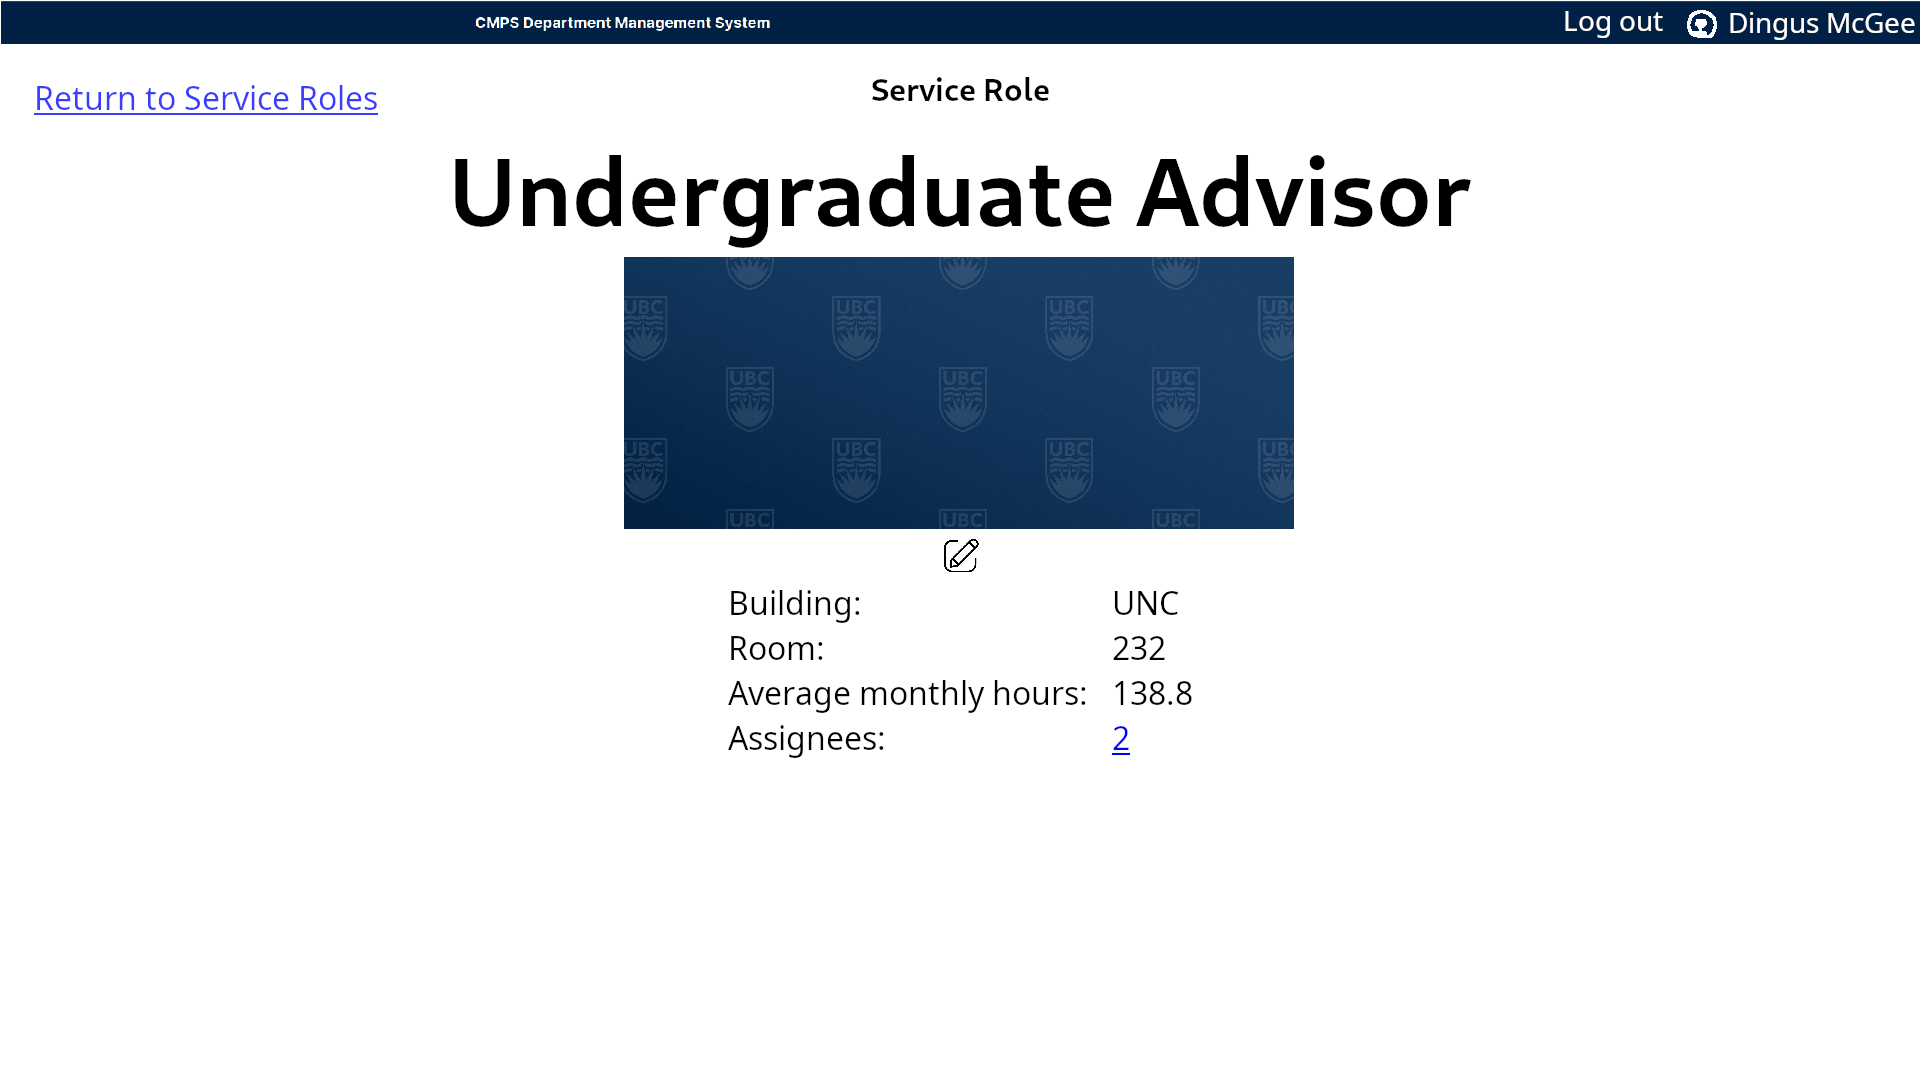 CMPS Department Management System
Log out
Dingus McGee
Return to Service Roles
Service Role
Undergraduate Advisor
UBC UBC UBC UBC
UBC UBC UBC
UBC UBC UBC UBC
UBC UBC UBC
Building: UNC
Room: 232
Average monthly hours: 138.8
Assignees: 2